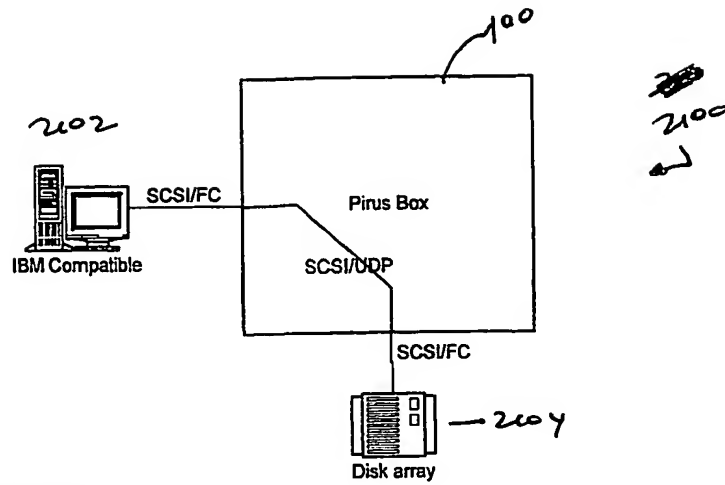 100
2102
2100
SCSI/FC
Pirus Box
IBM Compatible
SCSI/UDP
SCSI/FC
2104
Disk array